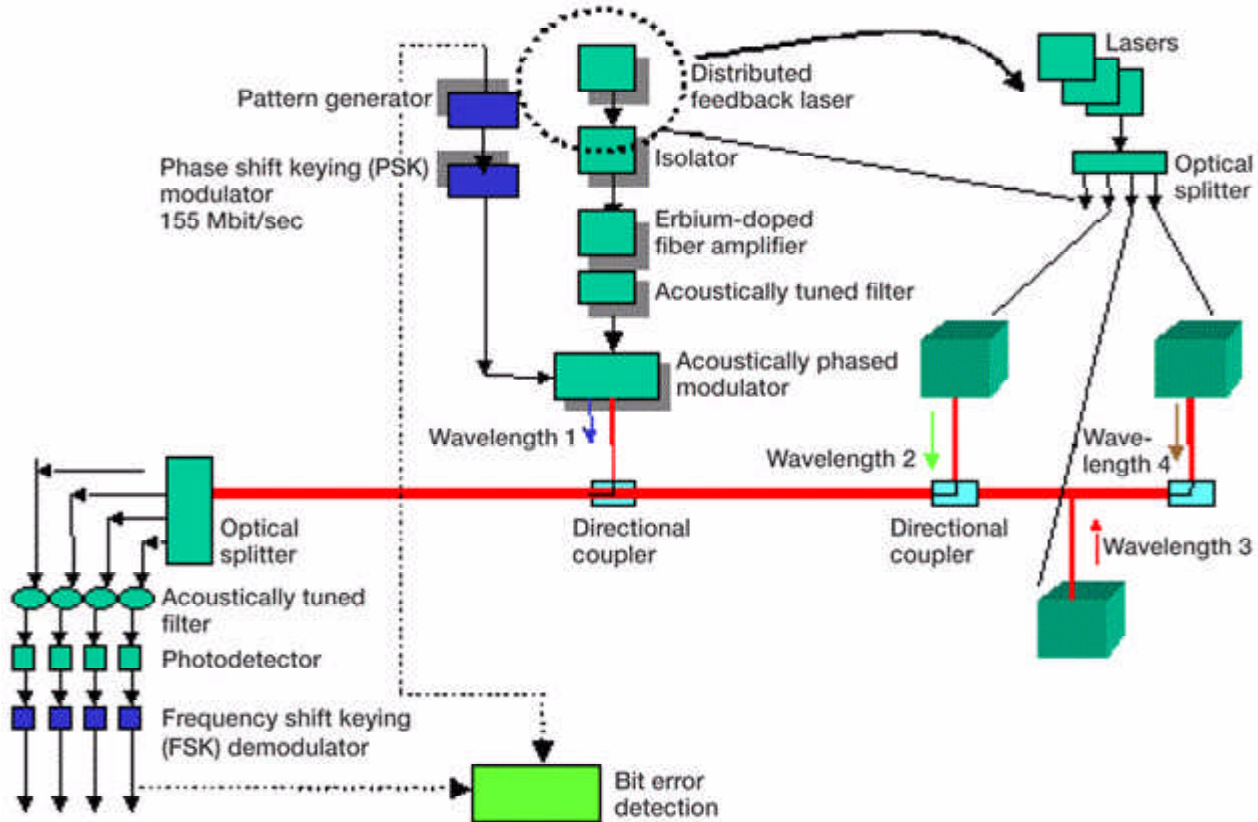 Lasers
Distributed
feedback laser
Pattern generator
Isolator
Optical
splitter
Phase shift keying (PSK)
modulator
155 Mbit/sec
Erbium-doped
fiber amplifier
Acoustically tuned filter
Acoustically phased
modulator
Wavelength 1
Wavelength 2
Wave-
length 4
Optical
splitter
Directional
coupler
Directional
coupler
Wavelength 3
Acoustically tuned
filter
Photodetector
Frequency shift keying
(FSK) demodulator
Bit error
detection